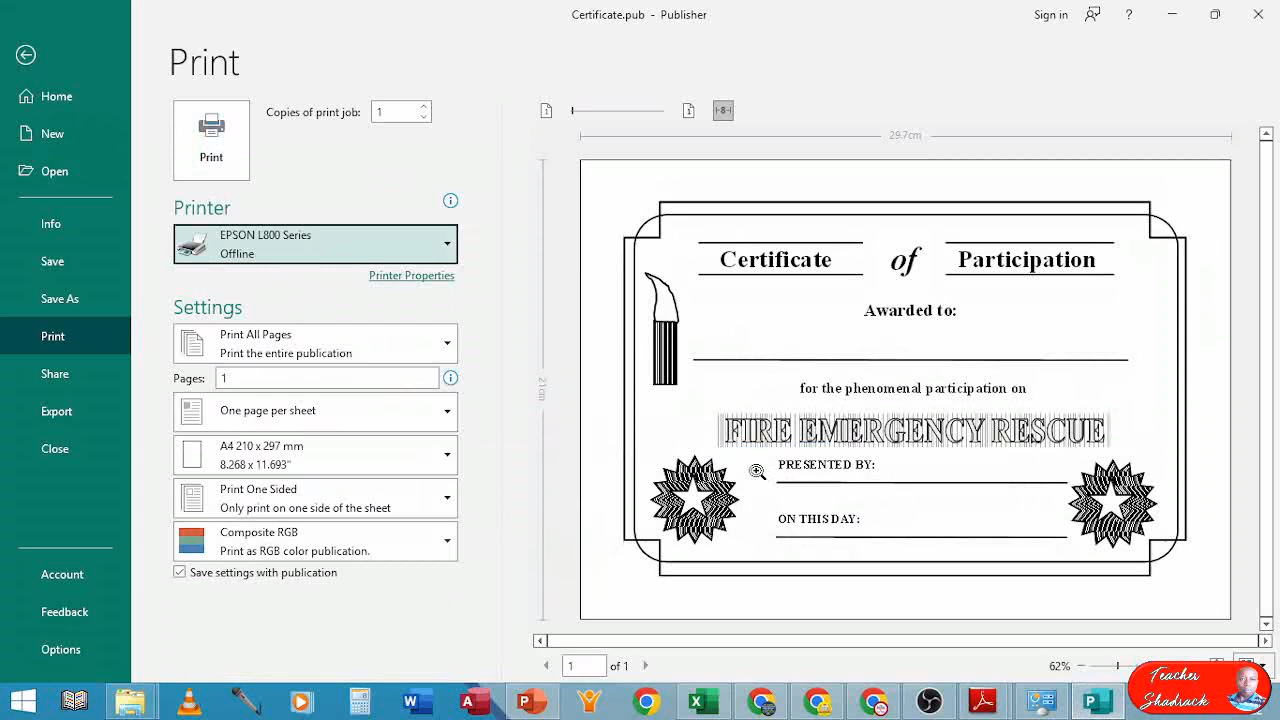 Certificate.pub - Publisher
Sign in
?
Print
Home
New
Open
Info
Save
Save As
Print
Share
Export
Close
Account
Feedback
Options
Print
Copies of print job: 1
Printer
EPSON L800 Series
Offline
Printer Properties
Settings
Print All Pages
Print the entire publication
Pages: 1
One page per sheet
A4 210 x 297 mm
8.268 x 11.693"
Print One Sided
Only print on one side of the sheet
Composite RGB
Print as RGB color publication.
Save settings with publication
1 1 8
29.7cm
21cm
Certificate of Participation
Awarded to:
for the phenomenal participation on
FIRE EMERGENCY RESCUE
PRESENTED BY:
ON THIS DAY:
1 of 1
62%
Teacher
Shadrack